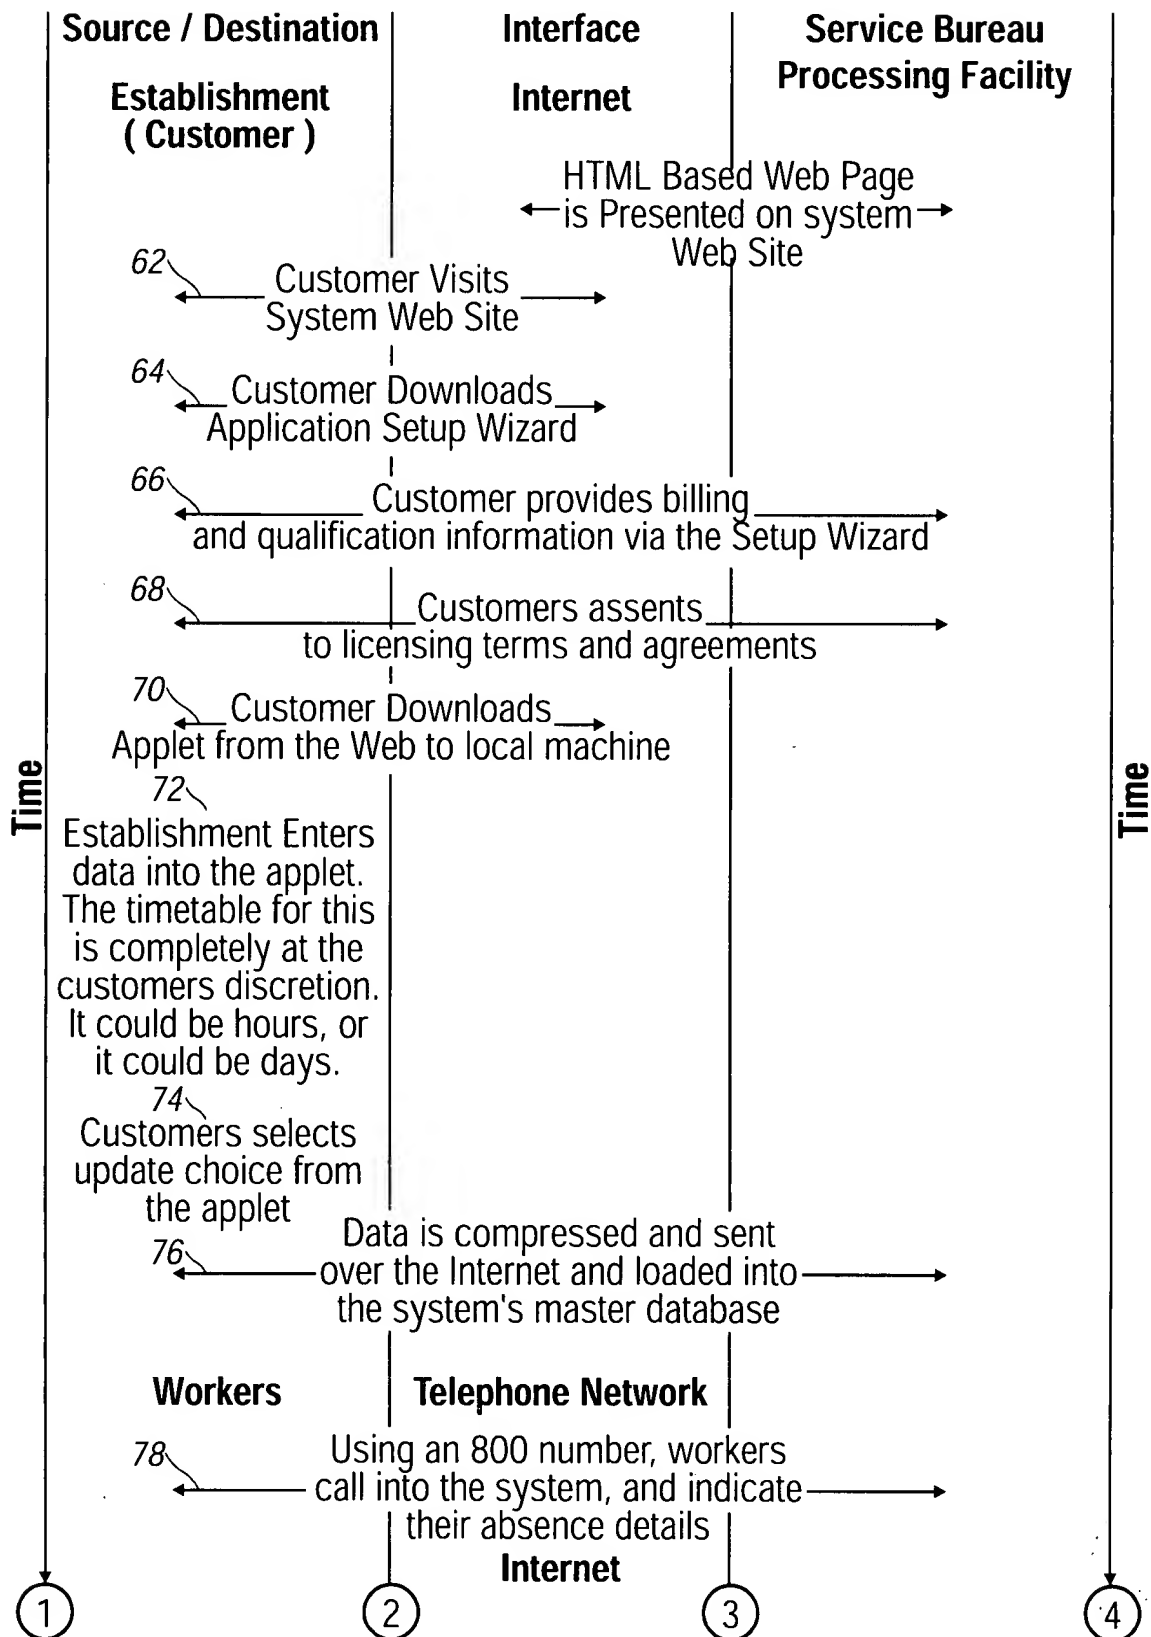 Source / Destination
Interface
Service Bureau
Processing Facility
Establishment
( Customer )
Internet
HTML Based Web Page
is Presented on system
Web Site
62
Customer Visits
System Web Site
64
Customer Downloads
Application Setup Wizard
66
Customer provides billing
and qualification information via the Setup Wizard
68
Customers assents
to licensing terms and agreements
70
Customer Downloads
Applet from the Web to local machine
Time
Time
72
Establishment Enters
data into the applet.
The timetable for this
is completely at the
customers discretion.
It could be hours, or
it could be days.
74
Customers selects
update choice from
the applet
76
Data is compressed and sent
over the Internet and loaded into
the system's master database
Workers
Telephone Network
78
Using an 800 number, workers
call into the system, and indicate
their absence details
Internet
1
2
3
4